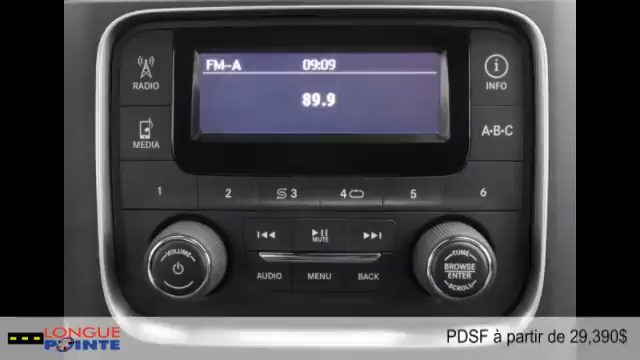 FM-A 09:09
89.9
RADIO
MEDIA
INFO
A-B-C
1 2 3 4 5 6
MUTE
AUDIO MENU BACK
VOLUME
TUNE
BROWSE
ENTER
SCROLL
LONGUE
POINTE
PDSF à partir de 29,390$